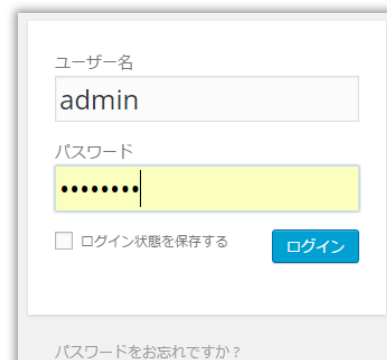 ユーザー名
admin
パスワード
••••••••
ログイン状態を保存する
ログイン
パスワードをお忘れですか ?